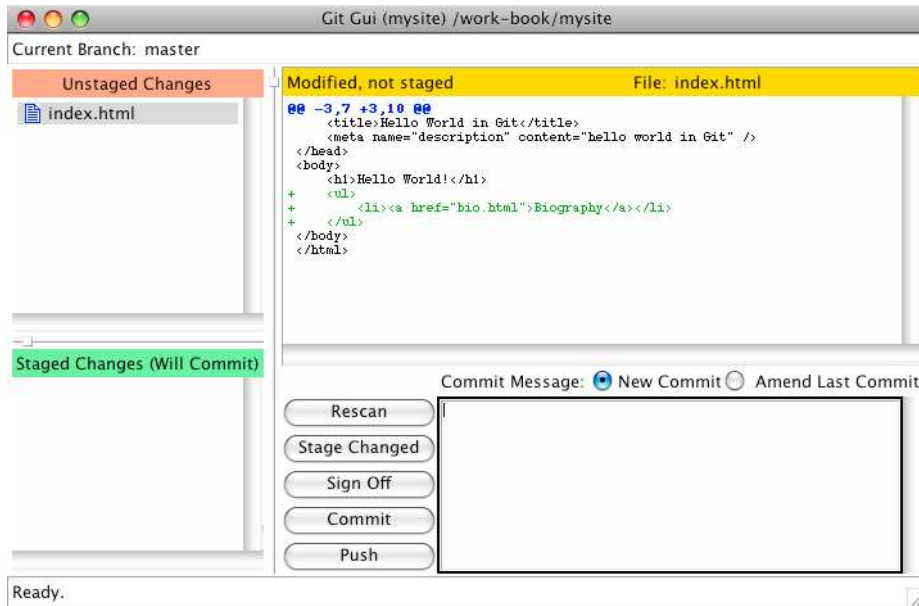 Git Gui (mysite) /work-book/mysite
Current Branch: master
Unstaged Changes
index.html
Modified, not staged File: index.html
@@ -3,7 +3,10 @@
<title>Hello World in Git</title>
<meta name="description" content="hello world in Git" />
</head>
<body>
<h1>Hello World!</h1>
+ <ul>
+ <li><a href="bio.html">Biography</a></li>
+ </ul>
</body>
</html>
Staged Changes (Will Commit)
Commit Message: New Commit Amend Last Commit
Rescan
Stage Changed
Sign Off
Commit
Push
Ready.